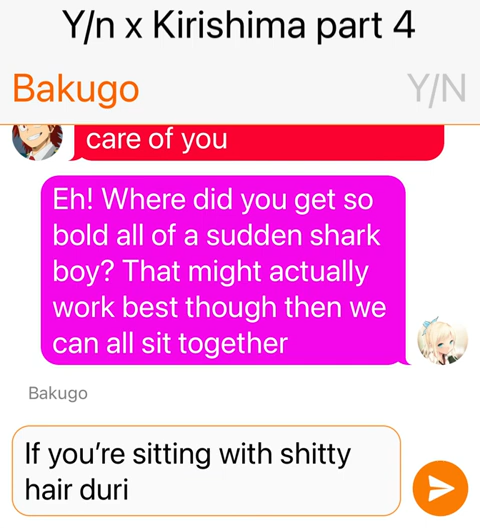 Y/n x Kirishima part 4
Bakugo
Y/N
care of you
Eh! Where did you get so
bold all of a sudden shark
boy? That might actually
work best though then we
can all sit together
Bakugo
If you’re sitting with shitty
hair duri